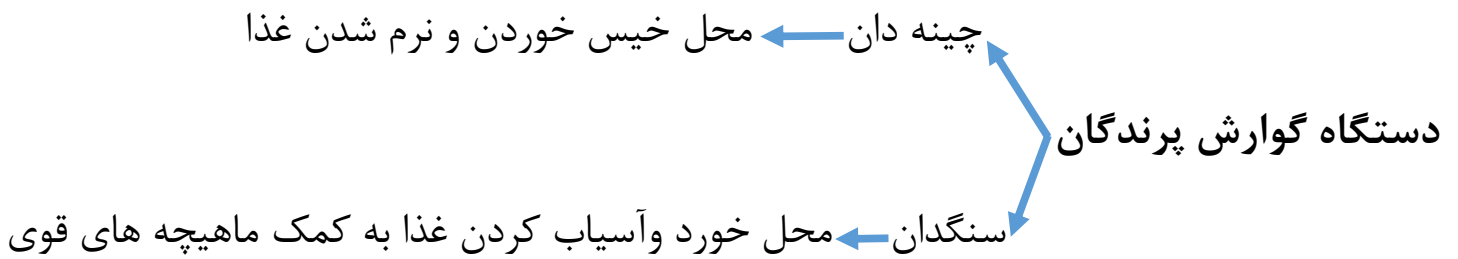 چینه دان محل خیس خوردن و نرم شدن غذا
دستگاه گوارش پرندگان
سنگدان محل خورد وآسیاب کردن غذا به کمک ماهیچه های قوی